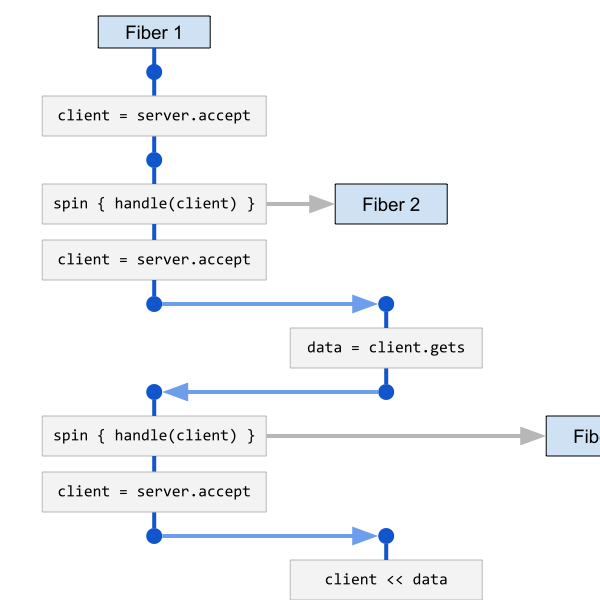 Fiber 1
client = server.accept
spin { handle(client) }
Fiber 2
client = server.accept
data = client.gets
spin { handle(client) }
client = server.accept
client << data